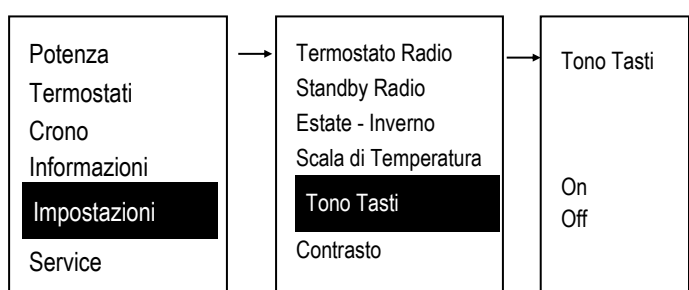 Potenza
Termostati
Crono
Informazioni
Impostazioni
Service
Termostato Radio
Standby Radio
Estate - Inverno
Scala di Temperatura
Tono Tasti
Contrasto
Tono Tasti
On
Off